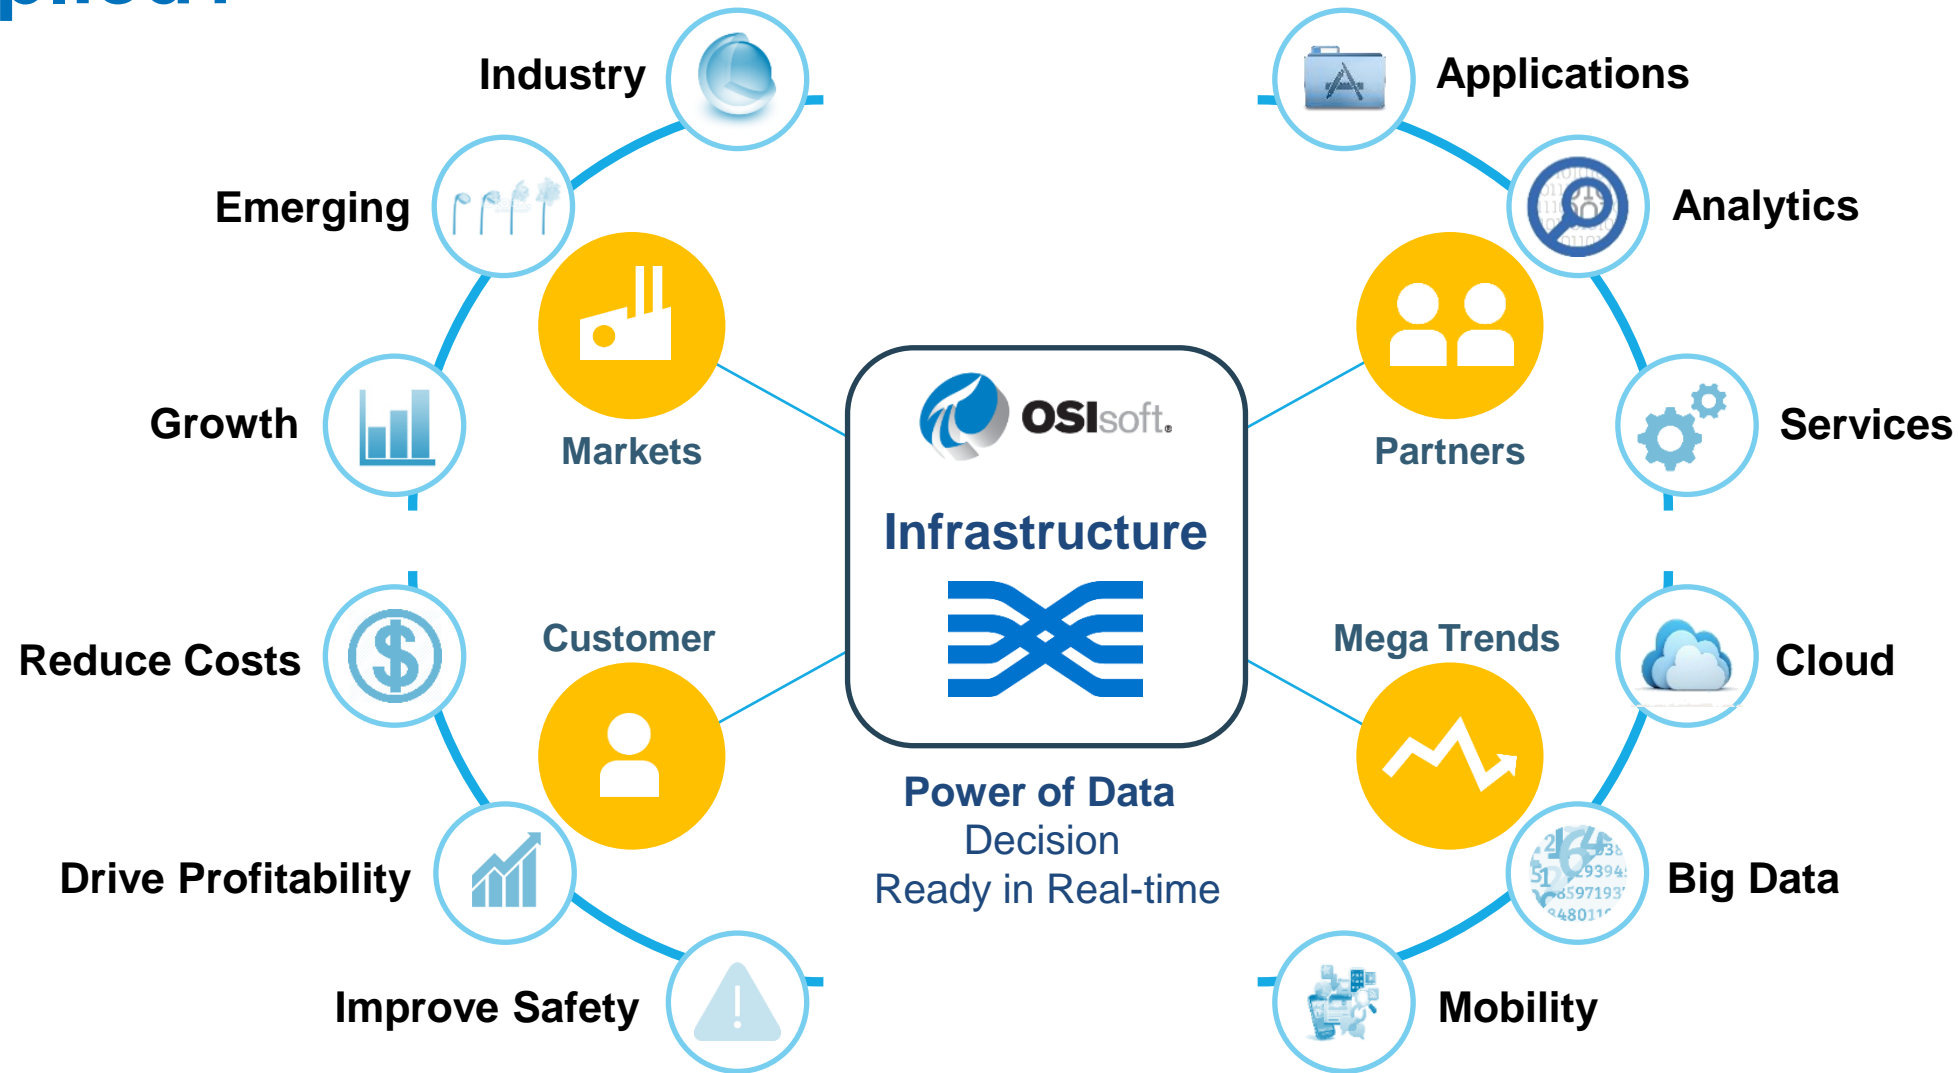 Industry
Applications
Emerging
Analytics
Growth
Services
Markets
Partners
OSIsoft®
Infrastructure
Customer
Mega Trends
Reduce Costs
Cloud
Power of Data
Decision
Ready in Real-time
Drive Profitability
Big Data
Improve Safety
Mobility